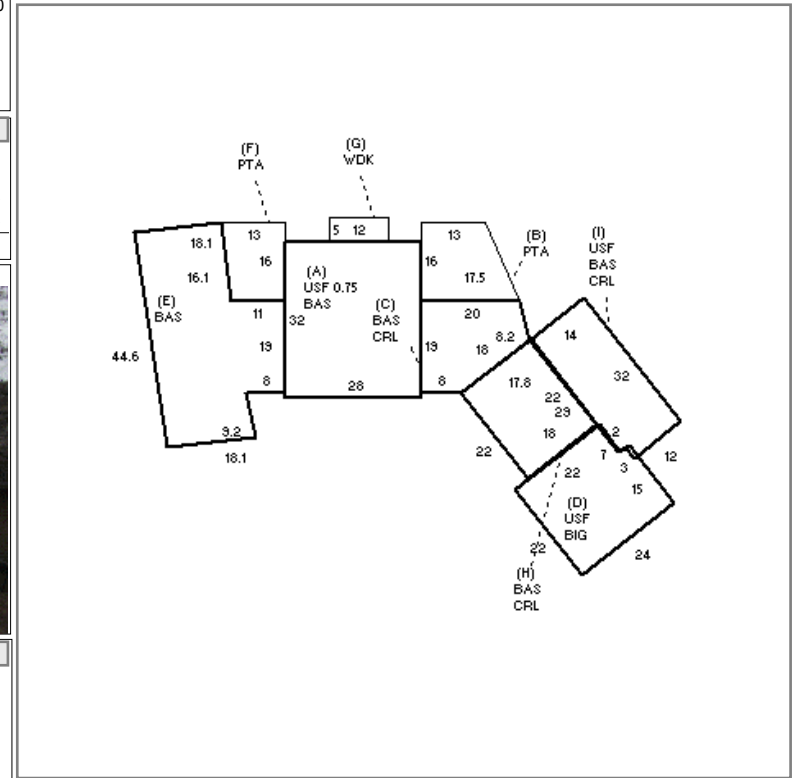 (F)
PTA
(G)
WDK
13
18.1
16
16.1
5 12
13
16
17.5
(B)
PTA
(I)
USF
BAS
CRL
(A)
USF 0.75
BAS
(E)
BAS
(C)
BAS
CRL
11
32
19
20
19
18
8.2
14
44.6
8
28
8
17.8
32
22
29
18
2
9.2
18.1
22
7
3
12
22
15
(D)
USF
BIG
22
24
(H)
BAS
CRL